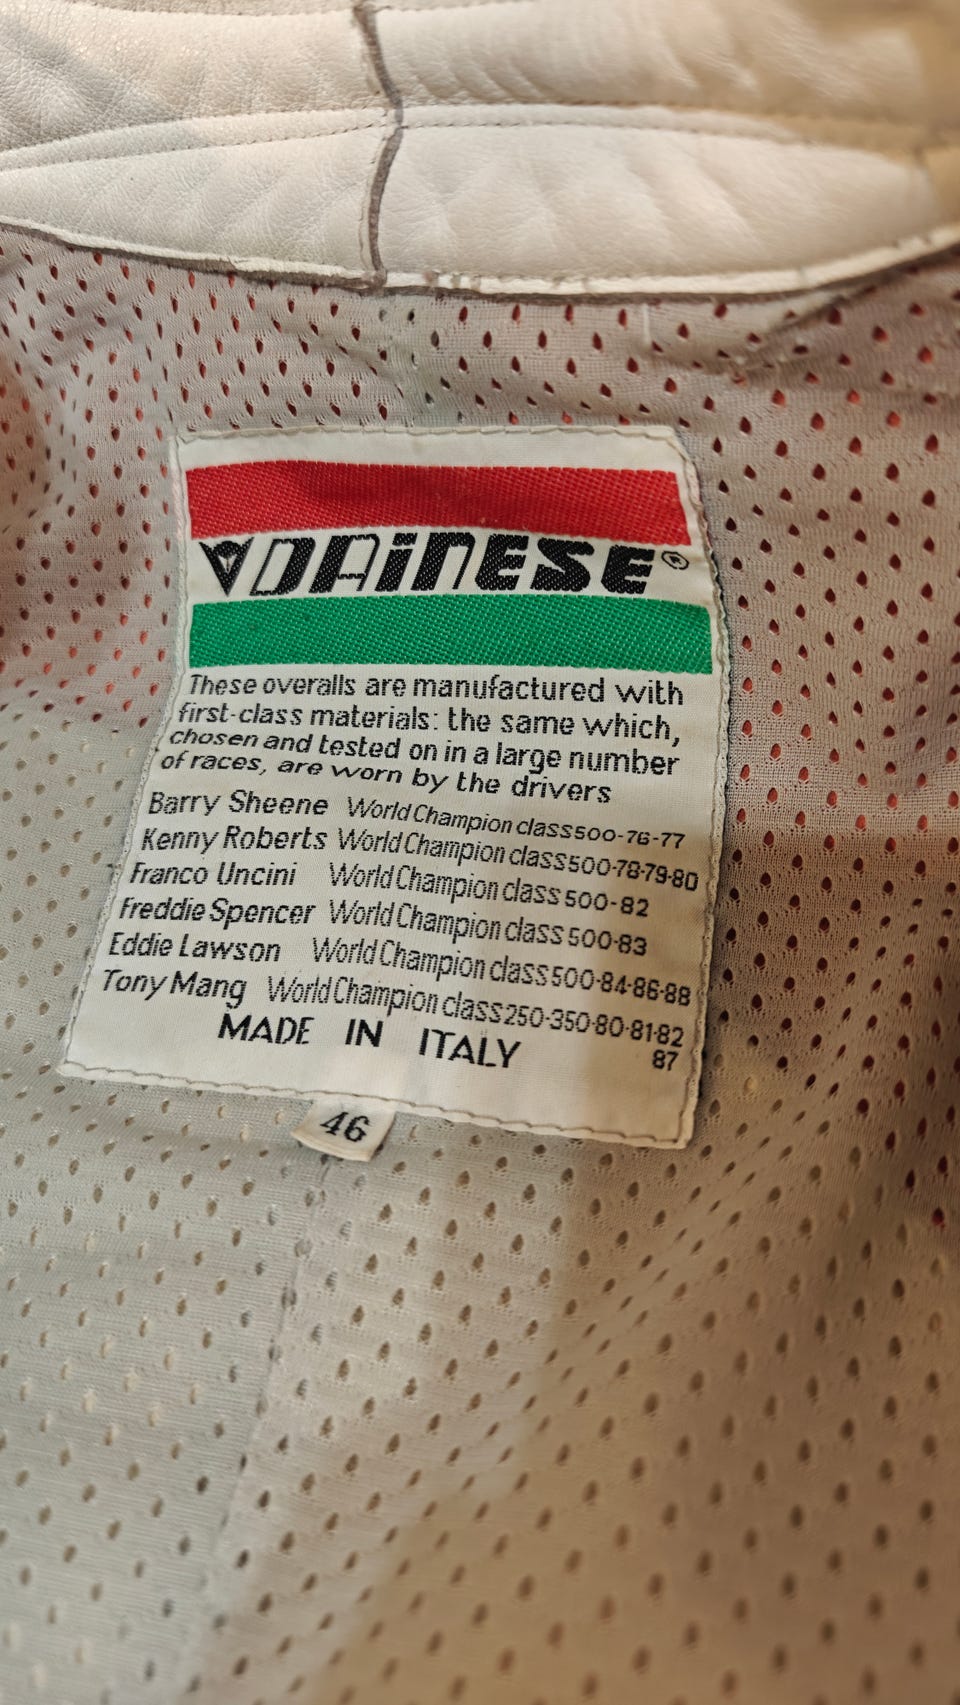 DAiNESE®
These overalls are manufactured with
first-class materials: the same which,
chosen and tested on in a large number
of races, are worn by the drivers
Barry Sheene World Champion class 500-76-77
Kenny Roberts World Champion class 500-78-79-80
Franco Uncini World Champion class 500-82
Freddie Spencer World Champion class 500-83
Eddie Lawson World Champion class 500-84-86-88
Tony Mang World Champion class 250-350-80-81-82
87
MADE IN ITALY
46